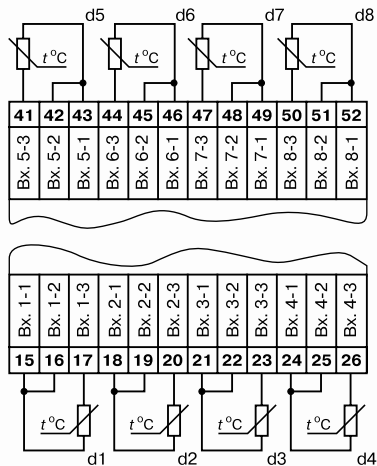 d5 d6 d7 d8
t°C t°C t°C t°C
41 42 43 44 45 46 47 48 49 50 51 52
Вх. 5-3 Вх. 5-2 Вх. 5-1 Вх. 6-3 Вх. 6-2 Вх. 6-1 Вх. 7-3 Вх. 7-2 Вх. 7-1 Вх. 8-3 Вх. 8-2 Вх. 8-1
Вх. 1-1 Вх. 1-2 Вх. 1-3 Вх. 2-1 Вх. 2-2 Вх. 2-3 Вх. 3-1 Вх. 3-2 Вх. 3-3 Вх. 4-1 Вх. 4-2 Вх. 4-3
15 16 17 18 19 20 21 22 23 24 25 26
t°C t°C t°C t°C
d1 d2 d3 d4